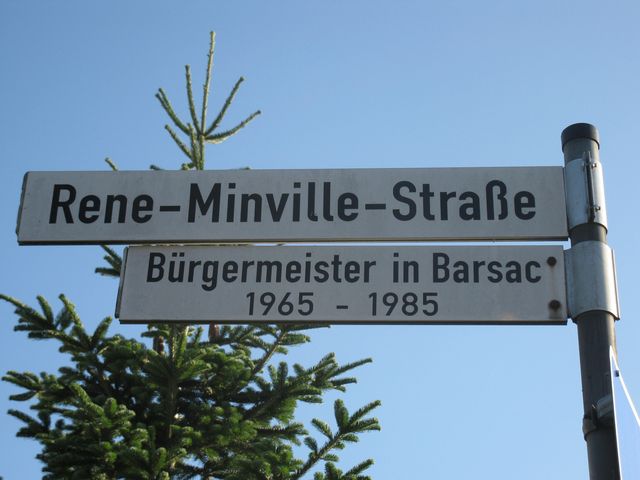 Rene-Minville-Straße
Bürgermeister in Barsac
1965 - 1985